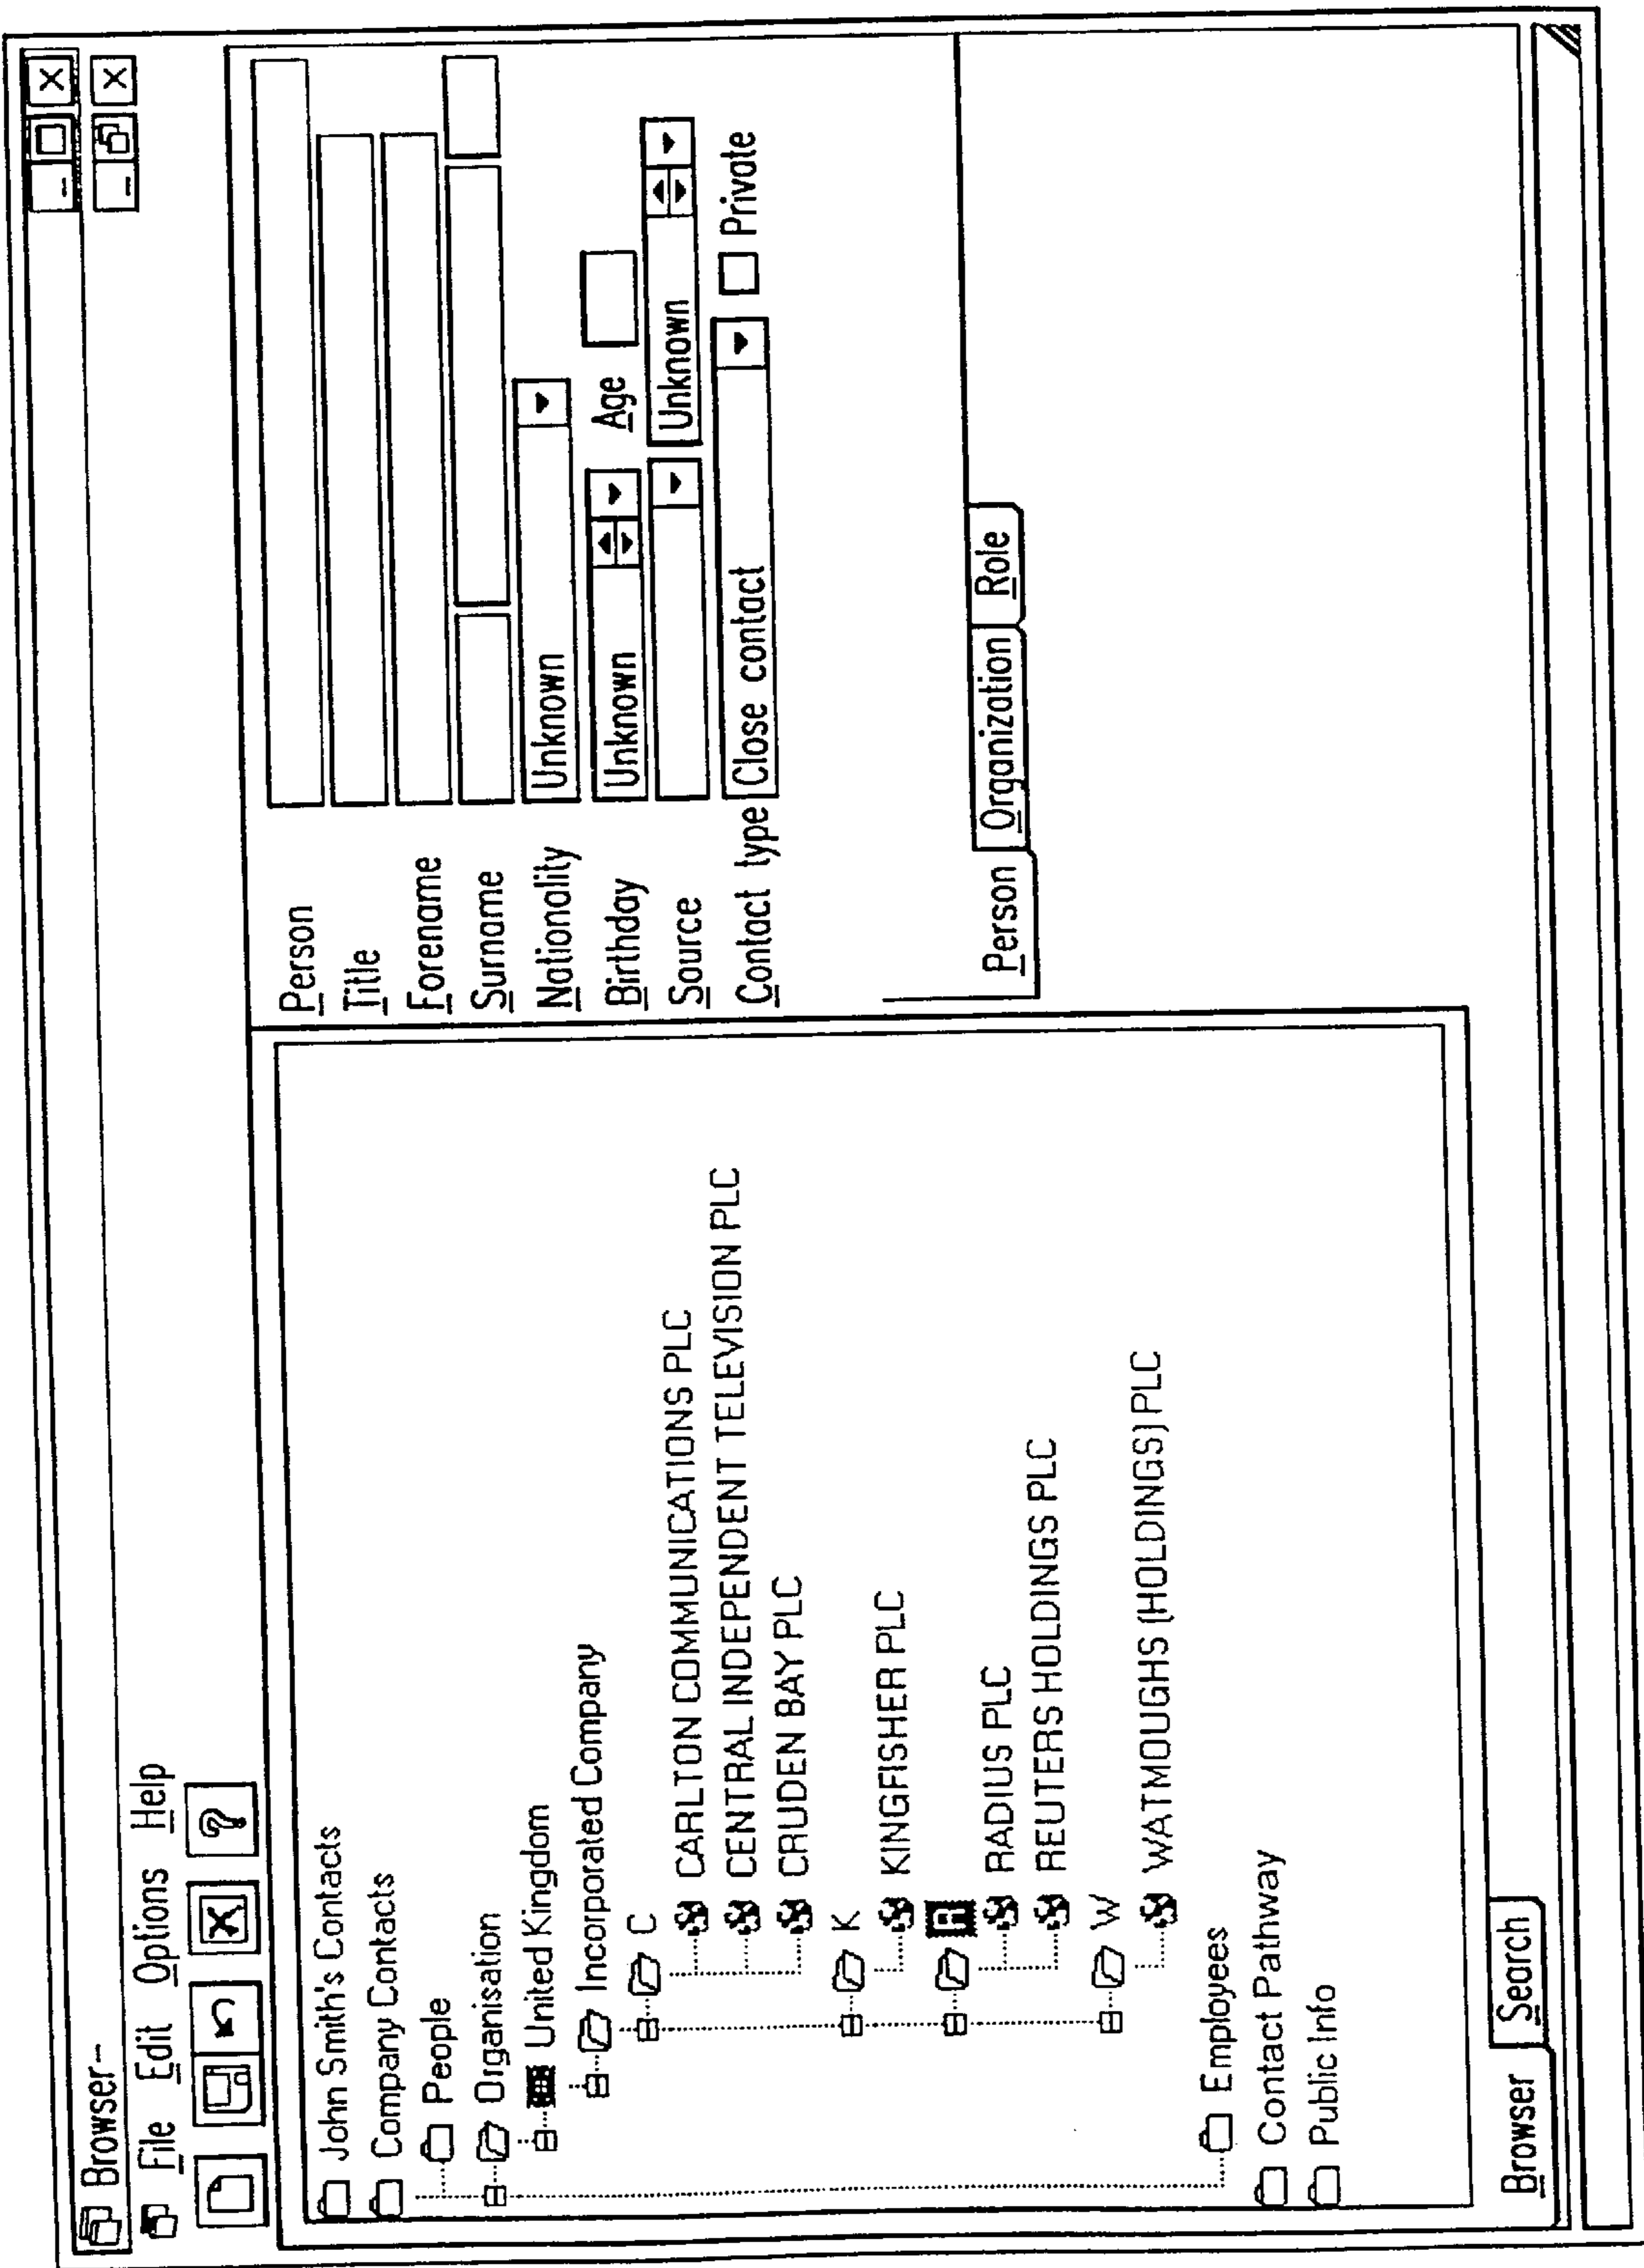 Browser--
File Edit Options Help
John Smith's Contacts
Company Contacts
People
Organisation
United Kingdom
Incorporated Company
C
CARLTON COMMUNICATIONS PLC
CENTRAL INDEPENDENT TELEVISION PLC
CRUDEN BAY PLC
K
KINGFISHER PLC
R
RADIUS PLC
REUTERS HOLDINGS PLC
W
WATMOUGHS (HOLDINGS) PLC
Employees
Contact Pathway
Public Info
Browser Search
Person
Title
Forename
Surname
Nationality Unknown
Birthday Unknown Age
Source Unknown
Contact type Close contact Private
Person Organization Role